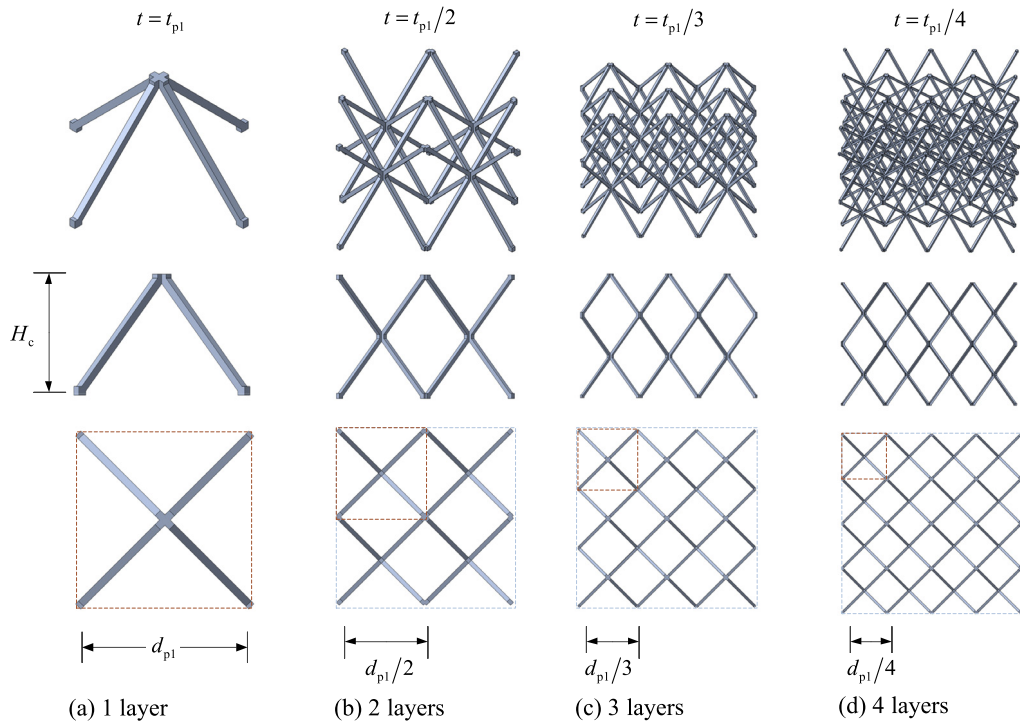 t = t_p1
t = t_p1/2
t = t_p1/3
t = t_p1/4
H_c
d_p1
d_p1/2
d_p1/3
d_p1/4
(a) 1 layer
(b) 2 layers
(c) 3 layers
(d) 4 layers